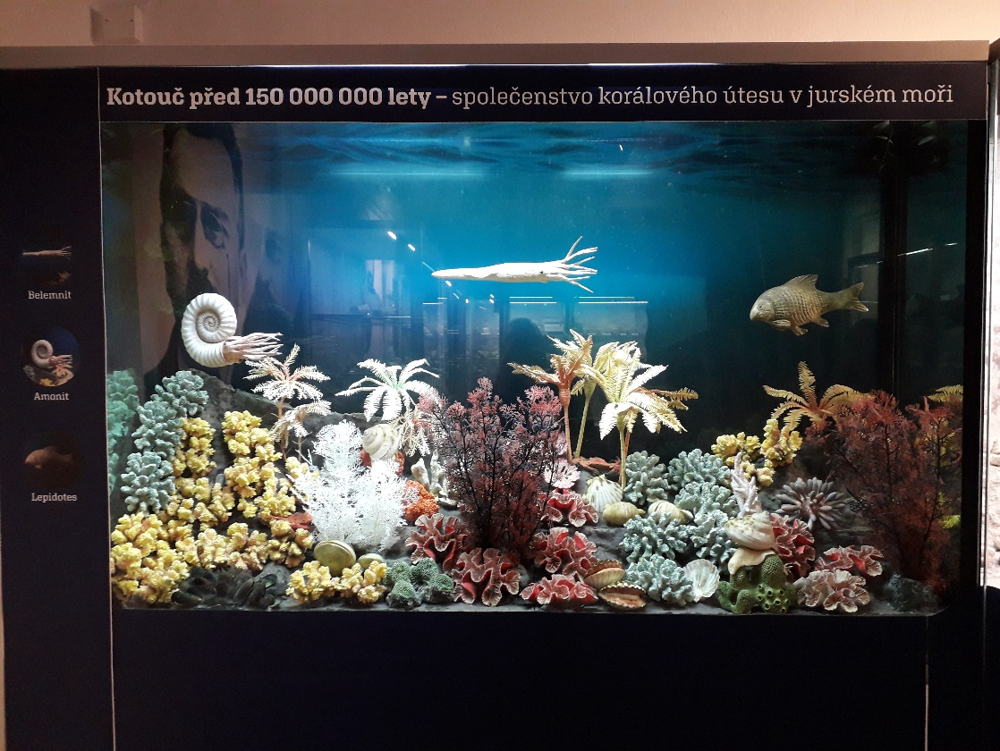 Kotouč před 150 000 000 lety – společenstvo korálového útesu v jurském moři
Belemnit
Amonit
Lepidotes